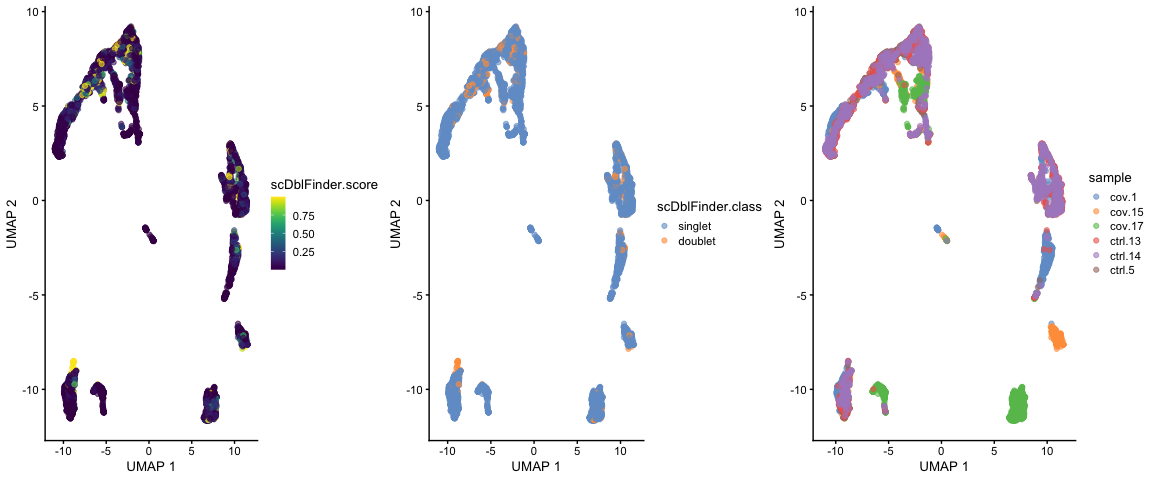 10
5
0
-5
-10
-10
-5
0
5
10
UMAP 1
UMAP 2
scDblFinder.score
0.75
0.50
0.25
10
5
0
-5
-10
-10
-5
0
5
10
UMAP 1
UMAP 2
scDblFinder.class
singlet
doublet
10
5
0
-5
-10
-10
-5
0
5
10
UMAP 1
UMAP 2
sample
cov.1
cov.15
cov.17
ctrl.13
ctrl.14
ctrl.5